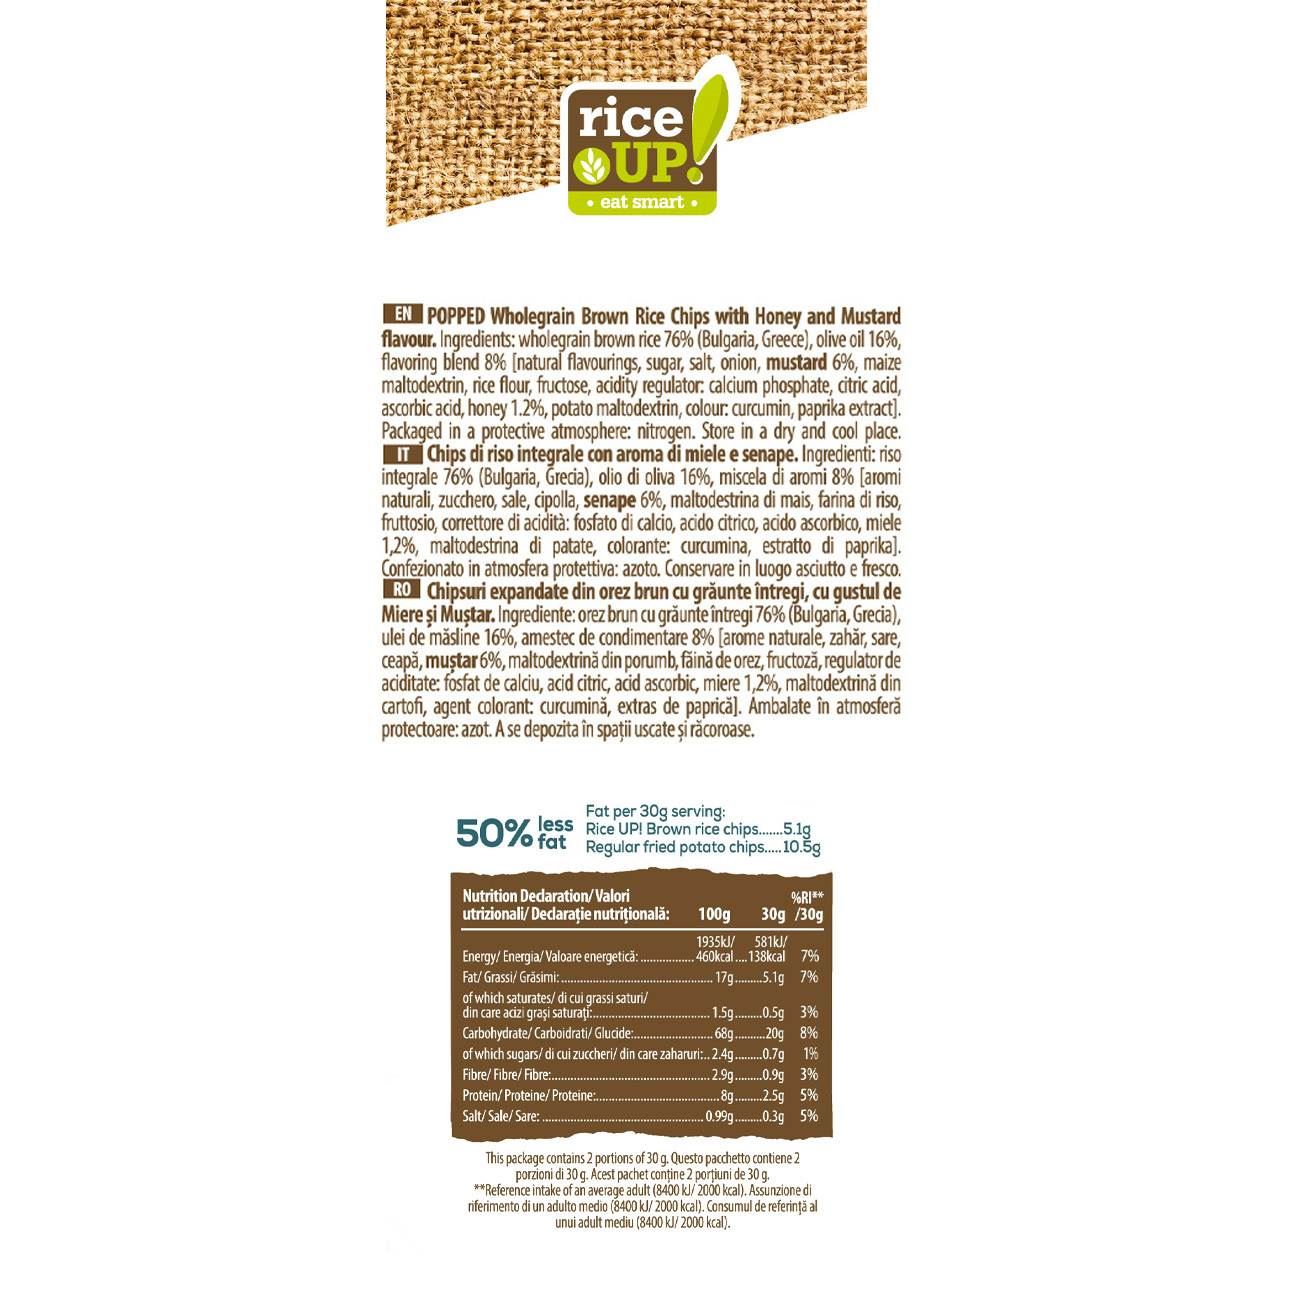 rice
UP!
• eat smart •
EN POPPED Wholegrain Brown Rice Chips with Honey and Mustard
flavour. Ingredients: wholegrain brown rice 76% (Bulgaria, Greece), olive oil 16%,
flavoring blend 8% [natural flavourings, sugar, salt, onion, mustard 6%, maize
maltodextrin, rice flour, fructose, acidity regulator: calcium phosphate, citric acid,
ascorbic acid, honey 1.2%, potato maltodextrin, colour: curcumin, paprika extract].
Packaged in a protective atmosphere: nitrogen. Store in a dry and cool place.
IT Chips di riso integrale con aroma di miele e senape. Ingredienti: riso
integrale 76% (Bulgaria, Grecia), olio di oliva 16%, miscela di aromi 8% [aromi
naturali, zucchero, sale, cipolla, senape 6%, maltodestrina di mais, farina di riso,
fruttosio, correttore di acidità: fosfato di calcio, acido citrico, acido ascorbico, miele
1,2%, maltodestrina di patate, colorante: curcumina, estratto di paprika].
Confezionato in atmosfera protettiva: azoto. Conservare in luogo asciutto e fresco.
RO Chipsuri expandate din orez brun cu grăunte întregi, cu gustul de
Miere și Muștar. Ingrediente: orez brun cu grăunte întregi 76% (Bulgaria, Grecia),
ulei de măsline 16%, amestec de condimentare 8% [arome naturale, zahăr, sare,
ceapă, muștar 6%, maltodextrină din porumb, făină de orez, fructoză, regulator de
aciditate: fosfat de calciu, acid citric, acid ascorbic, miere 1,2%, maltodextrină din
cartofi, agent colorant: curcumină, extras de paprică]. Ambalate în atmosferă
protectoare: azot. A se depozita în spații uscate și răcoroase.
50% less fat
Fat per 30g serving:
Rice UP! Brown rice chips.......5.1g
Regular fried potato chips.....10.5g
Nutrition Declaration/ Valori
utrizionali/ Declarație nutrițională: 100g 30g %RI** /30g
1935kJ/ 581kJ/
Energy/ Energia/ Valoare energetică: ................ 460kcal .... 138kcal 7%
Fat/ Grassi/ Grăsimi: ............................................. 17g.........5.1g 7%
of which saturates/ di cui grassi saturi/
din care acizi grași saturați:................................... 1.5g.........0.5g 3%
Carbohydrate/ Carboidrati/ Glucide:...................... 68g.........20g 8%
of which sugars/ di cui zuccheri/ din care zaharuri:.. 2.4g.........0.7g 1%
Fibre/ Fibre/ Fibre:............................................... 2.9g.........0.9g 3%
Protein/ Proteine/ Proteine:................................... 8g.........2.5g 5%
Salt/ Sale/ Sare: ................................................ 0.99g.........0.3g 5%
This package contains 2 portions of 30 g. Questo pacchetto contiene 2
porzioni di 30 g. Acest pachet conține 2 porțiuni de 30 g.
**Reference intake of an average adult (8400 kJ/ 2000 kcal). Assunzione di
riferimento di un adulto medio (8400 kJ/ 2000 kcal). Consumul de referință al
unui adult mediu (8400 kJ/ 2000 kcal).